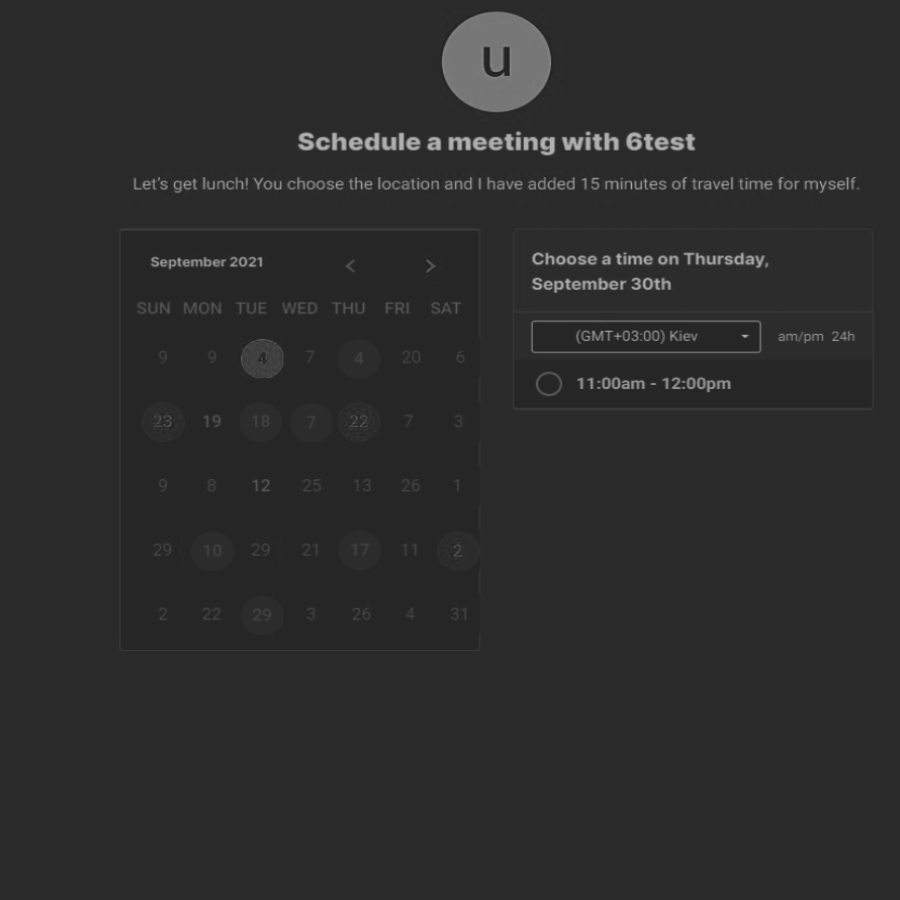 u
Schedule a meeting with 6test
Let's get lunch! You choose the location and I have added 15 minutes of travel time for myself.
September 2021 < >
SUN MON TUE WED THU FRI SAT
9 9 4 7 4 20 6
23 19 18 7 22 7 3
9 8 12 25 13 26 1
29 10 29 21 17 11 2
2 22 29 3 26 4 31
Choose a time on Thursday,
September 30th
(GMT+03:00) Kiev am/pm 24h
11:00am - 12:00pm